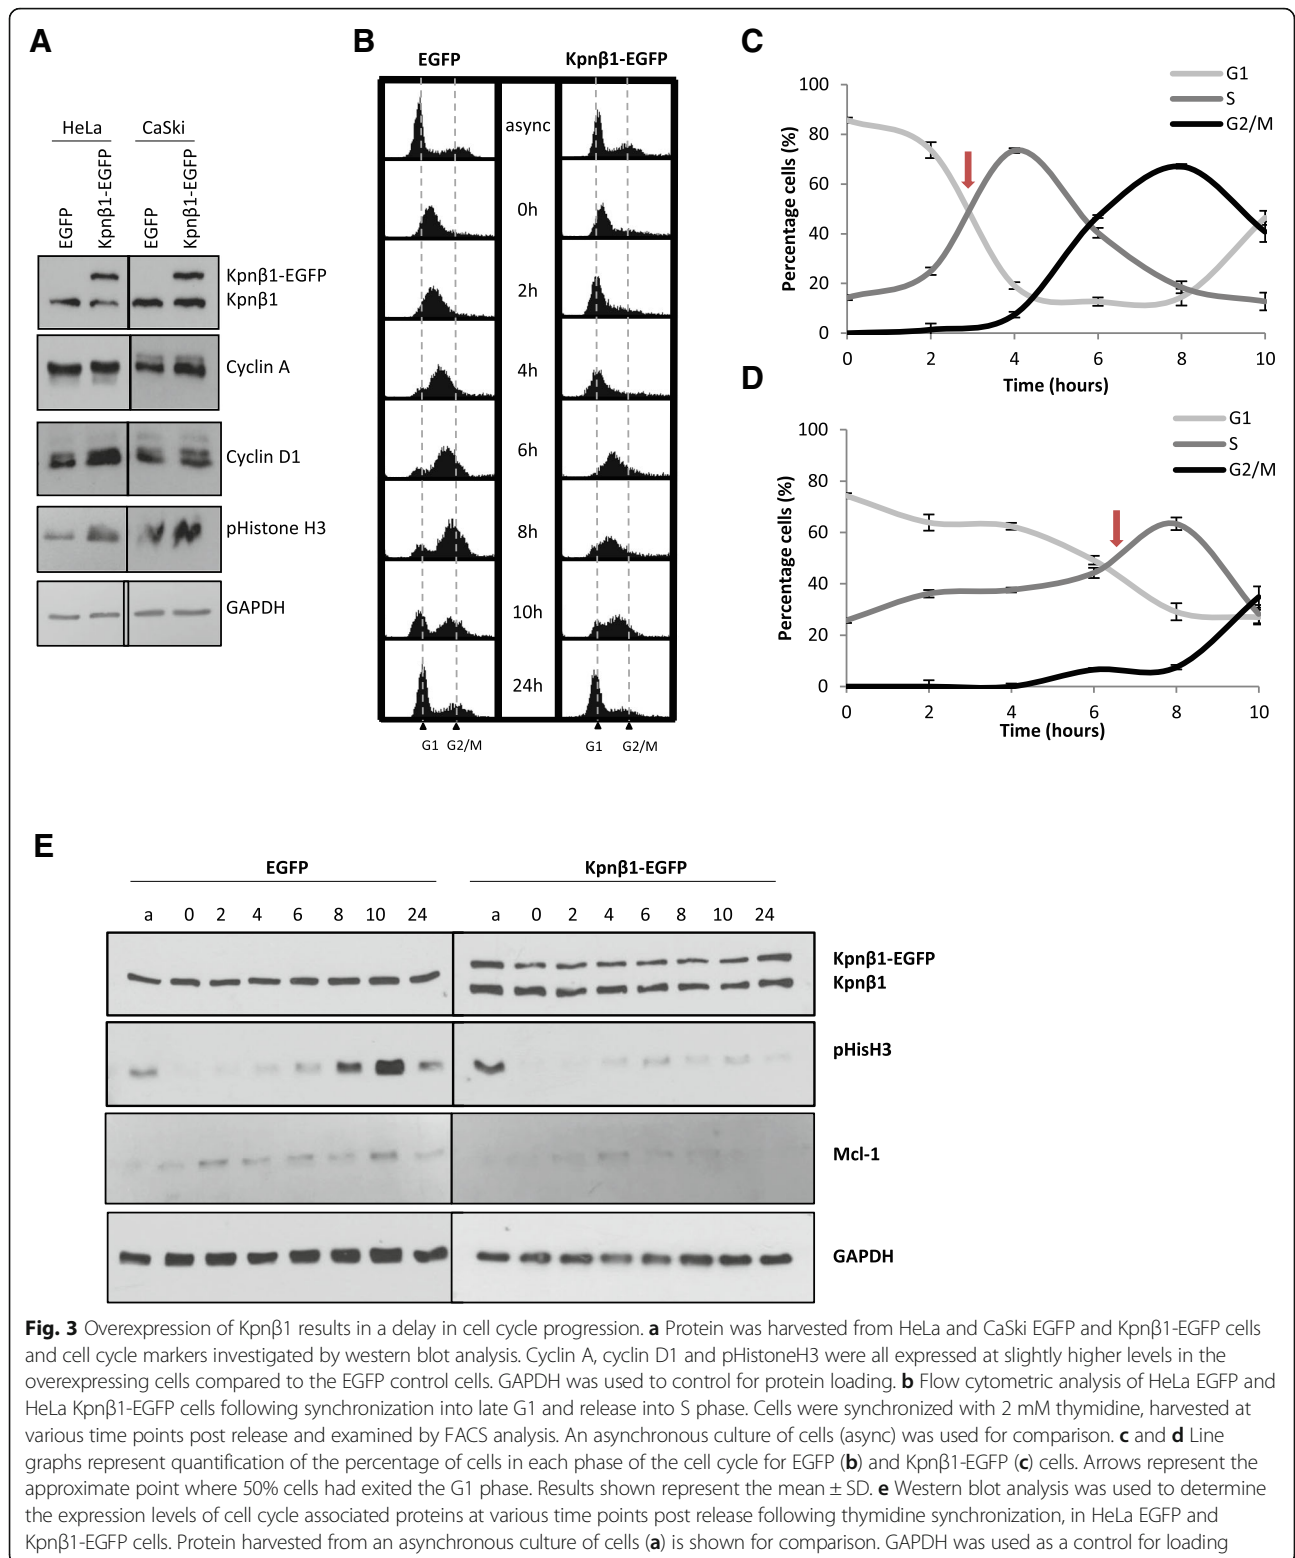 A
HeLa CaSki
EGFP Kpnβ1-EGFP EGFP Kpnβ1-EGFP
Kpnβ1-EGFP
Kpnβ1
Cyclin A
Cyclin D1
pHistone H3
GAPDH
B
EGFP Kpnβ1-EGFP
async
0h
2h
4h
6h
8h
10h
24h
G1 G2/M G1 G2/M
C
G1
S
G2/M
Percentage cells (%)
100
80
60
40
20
0
0 2 4 6 8 10
Time (hours)
D
G1
S
G2/M
Percentage cells (%)
100
80
60
40
20
0
0 2 4 6 8 10
Time (hours)
E
EGFP Kpnβ1-EGFP
a 0 2 4 6 8 10 24 a 0 2 4 6 8 10 24
Kpnβ1-EGFP
Kpnβ1
pHisH3
Mcl-1
GAPDH
Fig. 3 Overexpression of Kpnβ1 results in a delay in cell cycle progression. a Protein was harvested from HeLa and CaSki EGFP and Kpnβ1-EGFP cells
and cell cycle markers investigated by western blot analysis. Cyclin A, cyclin D1 and pHistoneH3 were all expressed at slightly higher levels in the
overexpressing cells compared to the EGFP control cells. GAPDH was used to control for protein loading. b Flow cytometric analysis of HeLa EGFP and
HeLa Kpnβ1-EGFP cells following synchronization into late G1 and release into S phase. Cells were synchronized with 2 mM thymidine, harvested at
various time points post release and examined by FACS analysis. An asynchronous culture of cells (async) was used for comparison. c and d Line
graphs represent quantification of the percentage of cells in each phase of the cell cycle for EGFP (b) and Kpnβ1-EGFP (c) cells. Arrows represent the
approximate point where 50% cells had exited the G1 phase. Results shown represent the mean ± SD. e Western blot analysis was used to determine
the expression levels of cell cycle associated proteins at various time points post release following thymidine synchronization, in HeLa EGFP and
Kpnβ1-EGFP cells. Protein harvested from an asynchronous culture of cells (a) is shown for comparison. GAPDH was used as a control for loading